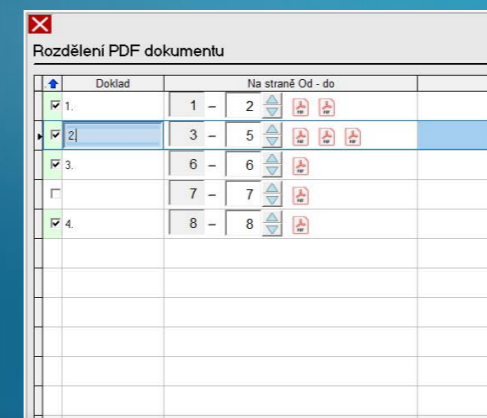 Rozdělení PDF dokumentu
Doklad Na straně Od - do
1. 1 – 2
2 3 – 5
3. 6 – 6
7 – 7
4. 8 – 8